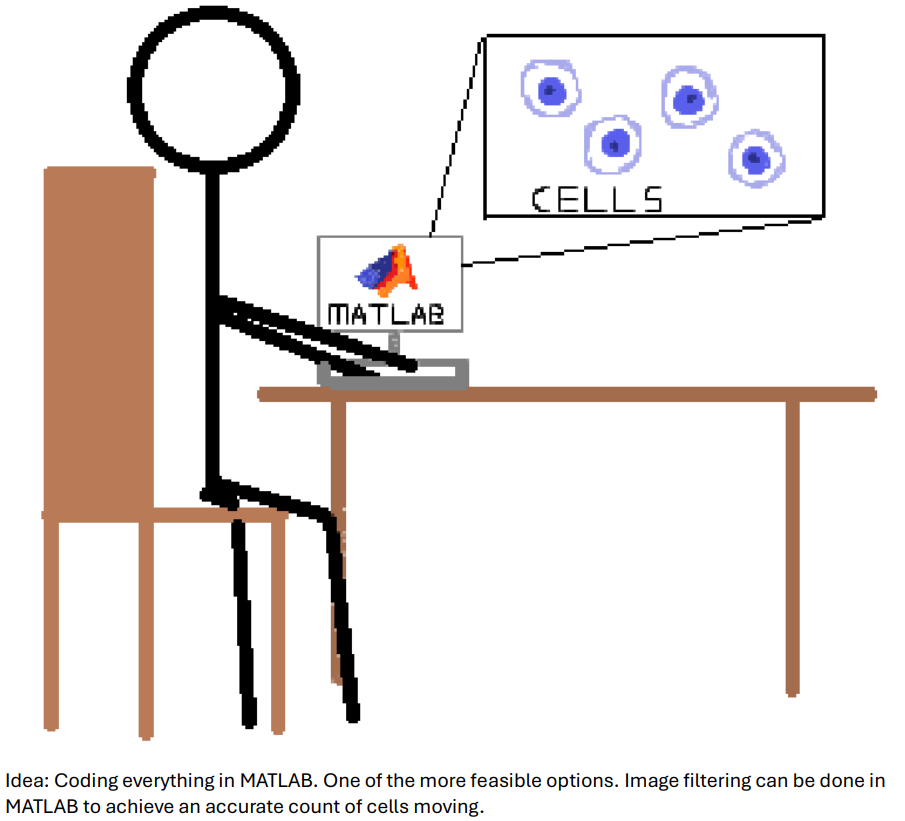 CELLS
MATLAB
Idea: Coding everything in MATLAB. One of the more feasible options. Image filtering can be done in
MATLAB to achieve an accurate count of cells moving.